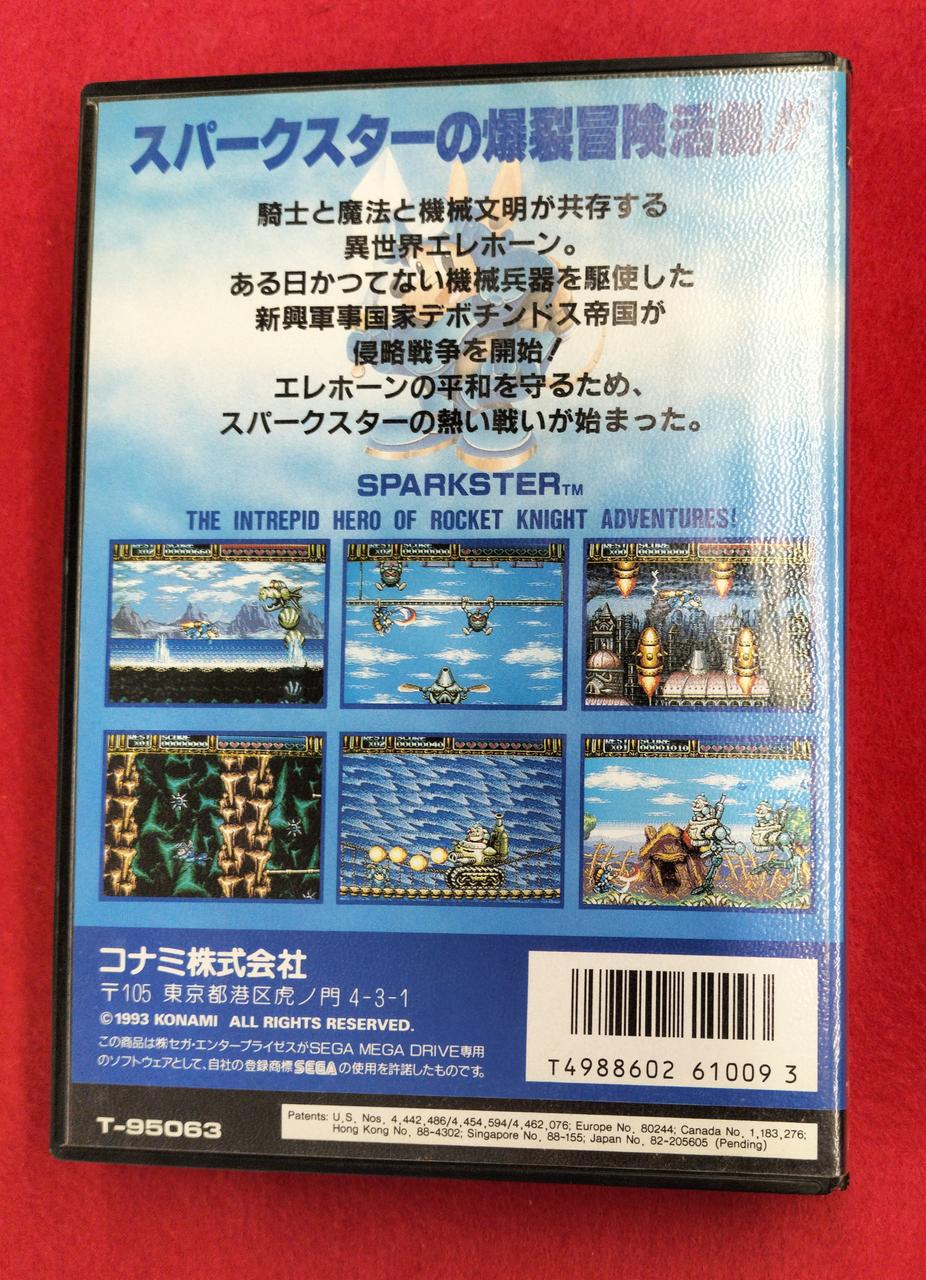 スパークスターの爆裂冒険活劇!!
騎士と魔法と機械文明が共存する
異世界エレホーン。
ある日かつてない機械兵器を駆使した
新興軍事国家デボチンドス帝国が
侵略戦争を開始!
エレホーンの平和を守るため、
スパークスターの熱い戦いが始まった。
SPARKSTER™
THE INTREPID HERO OF ROCKET KNIGHT ADVENTURES!
コナミ株式会社
〒105 東京都港区虎ノ門 4-3-1
©1993 KONAMI ALL RIGHTS RESERVED.
この商品は㈱セガ・エンタープライゼスがSEGA MEGA DRIVE専用
のソフトウェアとして、自社の登録商標SEGAの使用を許諾したものです。
T4988602 61009 3
T-95063
Patents: U.S. Nos. 4,442,486/4,454,594/4,462,076; Europe No. 80244; Canada No. 1,183,276;
Hong Kong No. 88-4302; Singapore No. 88-155; Japan No. 82-205605 (Pending)